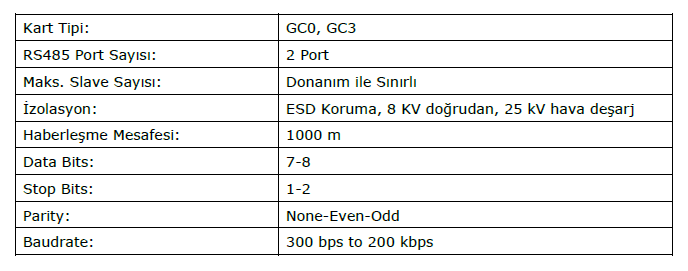 Kart Tipi: GC0, GC3
RS485 Port Sayısı: 2 Port
Maks. Slave Sayısı: Donanım ile Sınırlı
İzolasyon: ESD Koruma, 8 KV doğrudan, 25 kV hava deşarj
Haberleşme Mesafesi: 1000 m
Data Bits: 7-8
Stop Bits: 1-2
Parity: None-Even-Odd
Baudrate: 300 bps to 200 kbps